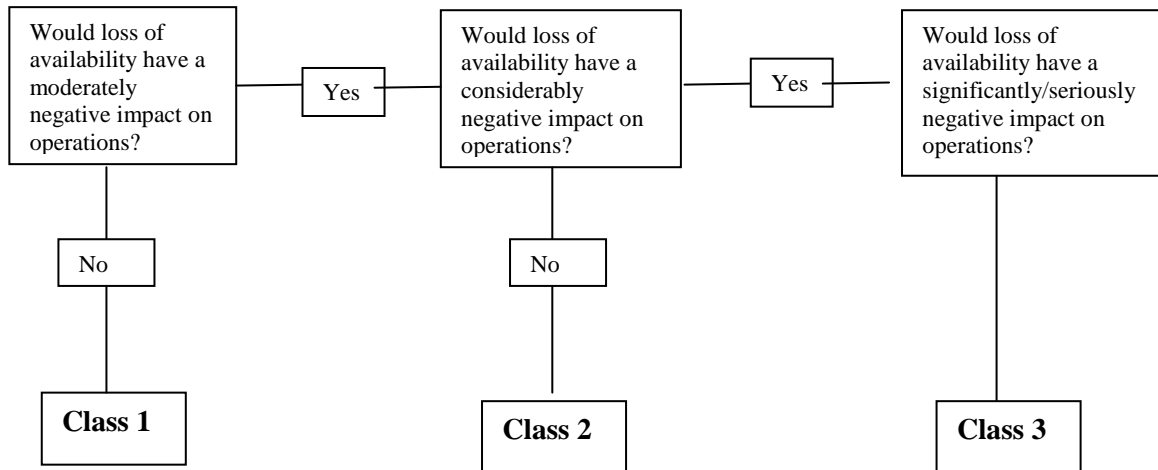 Would loss of
availability have a
moderately
negative impact on
operations?
Yes
Would loss of
availability have a
considerably
negative impact on
operations?
Yes
Would loss of
availability have a
significantly/seriously
negative impact on
operations?
No
No
Class 1
Class 2
Class 3